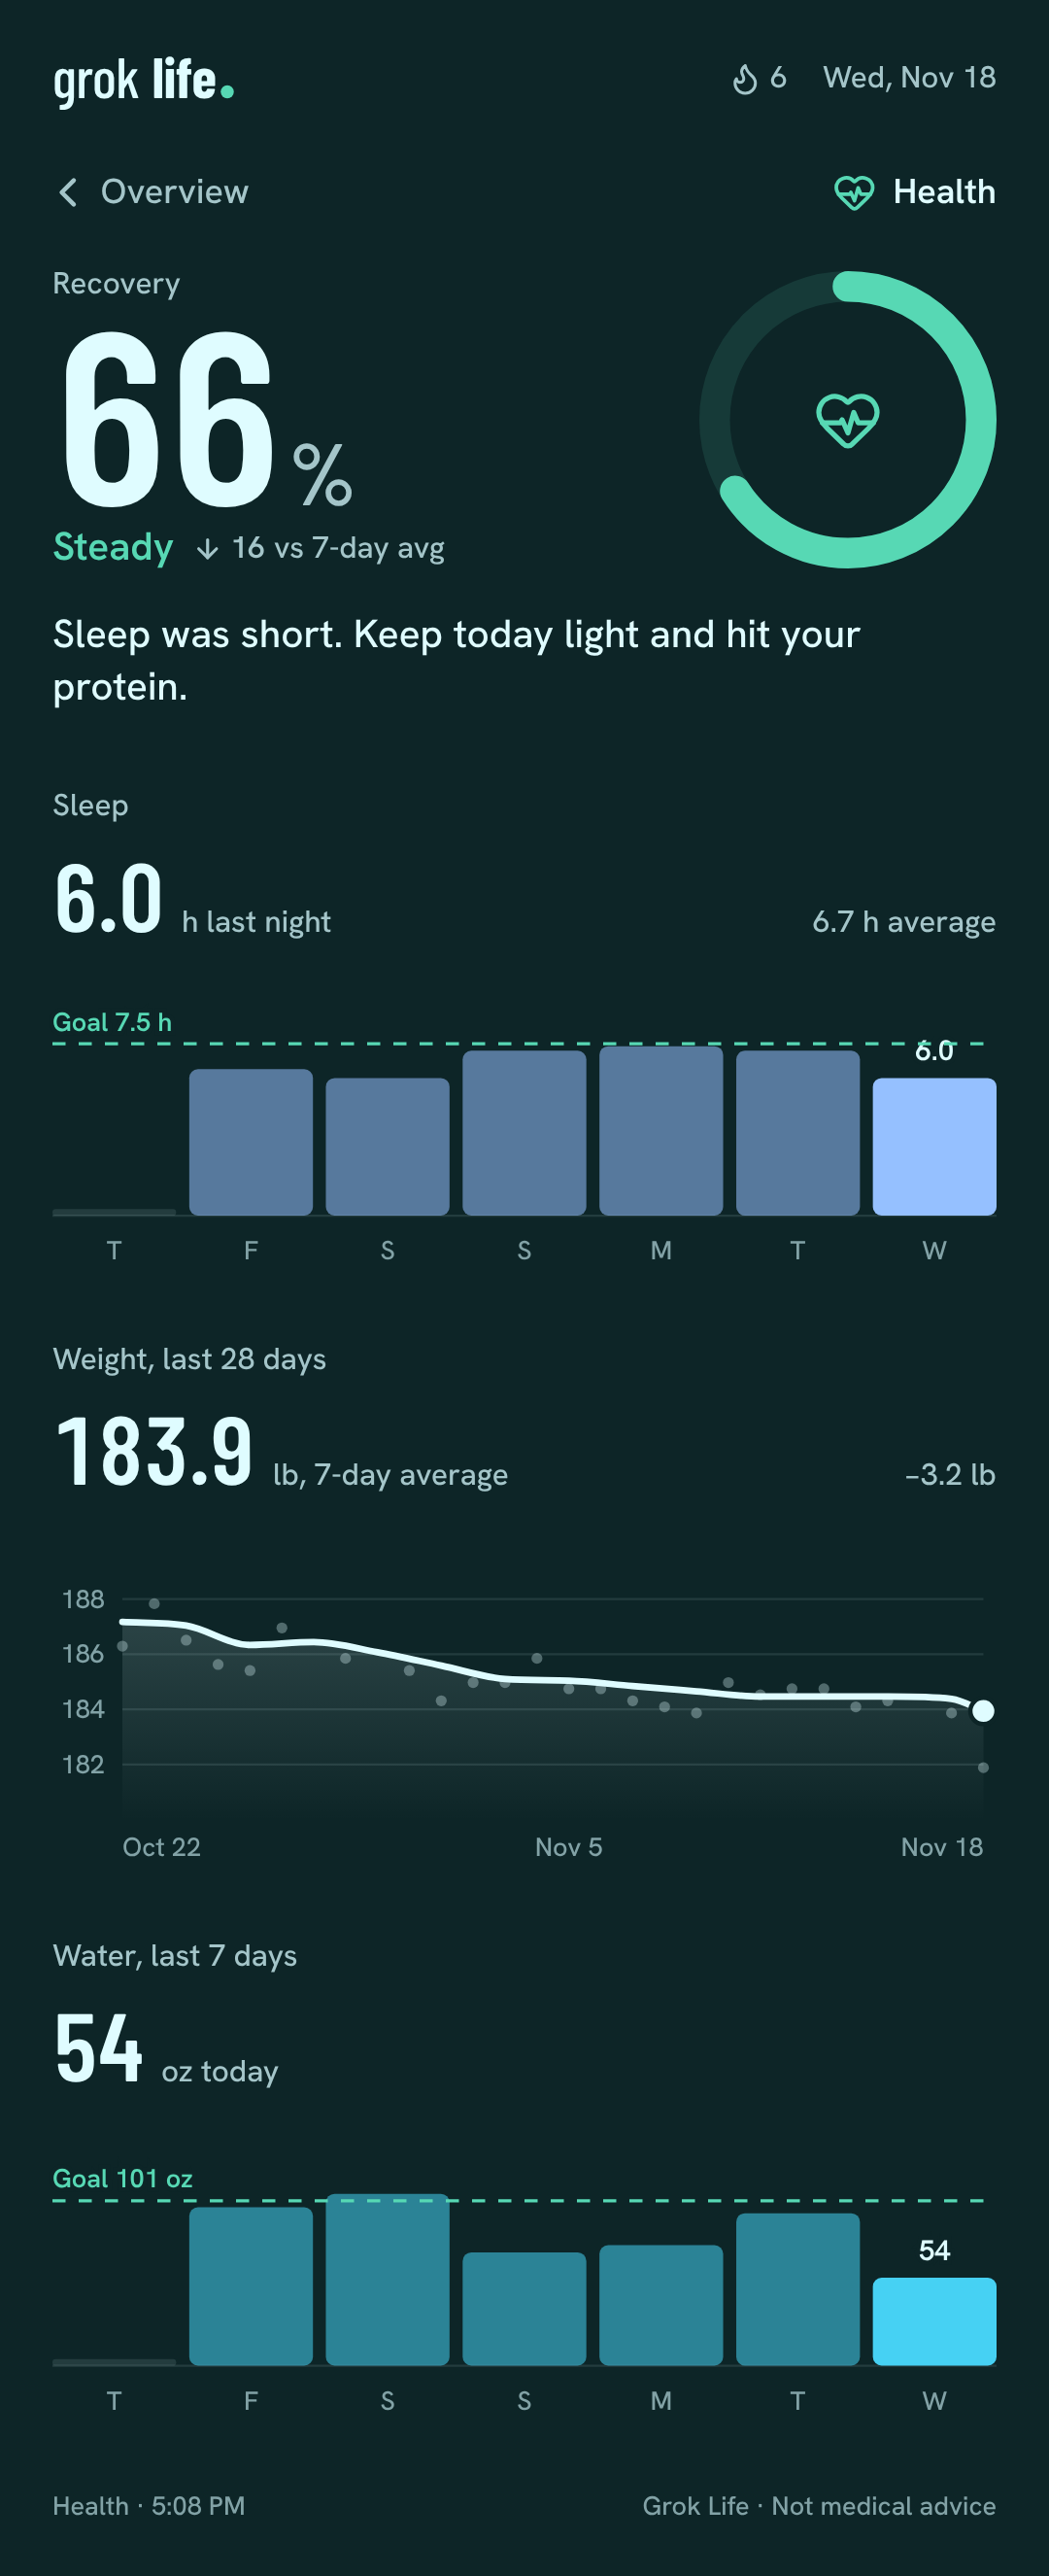 grok life.
6 Wed, Nov 18
Overview
Health
Recovery
66 %
Steady ↓ 16 vs 7-day avg
Sleep was short. Keep today light and hit your
protein.
Sleep
6.0 h last night
6.7 h average
Goal 7.5 h
6.0
T F S S M T W
Weight, last 28 days
183.9 lb, 7-day average
−3.2 lb
188
186
184
182
Oct 22 Nov 5 Nov 18
Water, last 7 days
54 oz today
Goal 101 oz
54
T F S S M T W
Health · 5:08 PM
Grok Life · Not medical advice